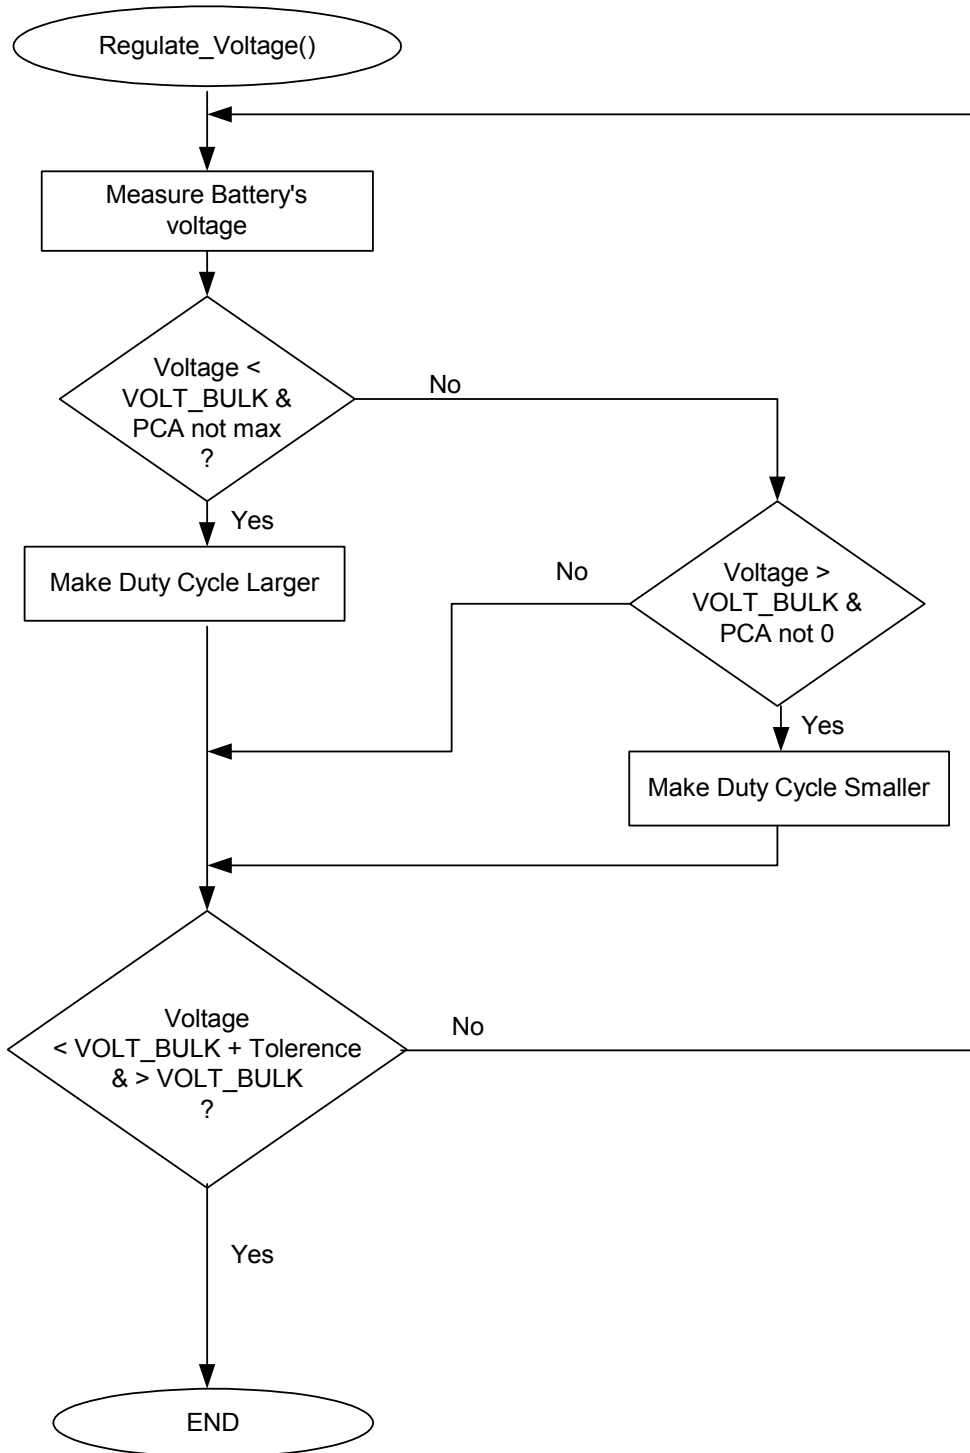 Regulate_Voltage()
Measure Battery's
voltage
Voltage <
VOLT_BULK &
PCA not max
?
No
Yes
Make Duty Cycle Larger
No
Voltage >
VOLT_BULK &
PCA not 0
Yes
Make Duty Cycle Smaller
Voltage
< VOLT_BULK + Tolerence
& > VOLT_BULK
?
No
Yes
END